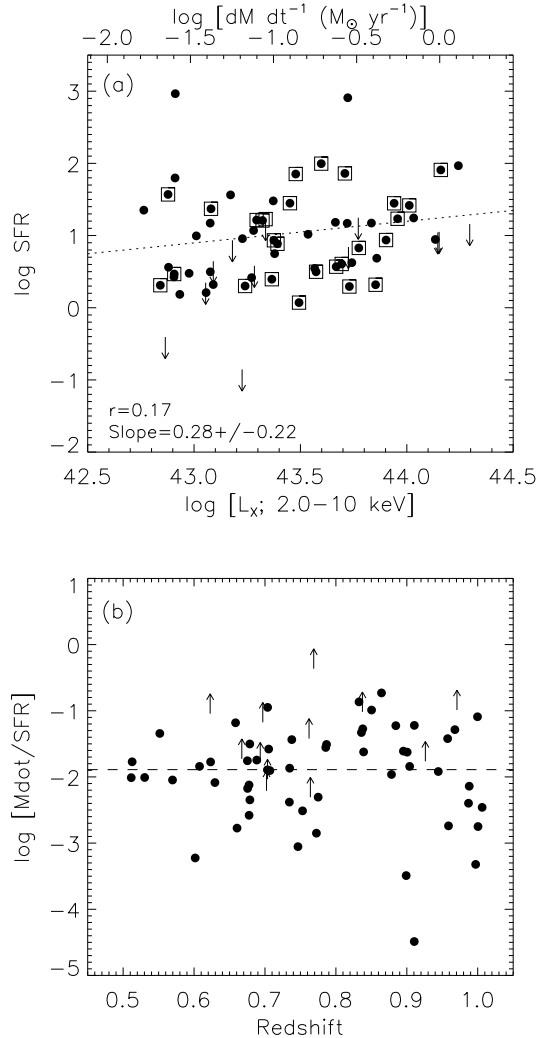 log [dM dt⁻¹ (M☉ yr⁻¹)]
−2.0 −1.5 −1.0 −0.5 0.0
(a)
3
2
1
0
−1
−2
log SFR
r=0.17
Slope=0.28+/−0.22
42.5 43.0 43.5 44.0 44.5
log [Lₓ; 2.0−10 keV]
(b)
1
0
−1
−2
−3
−4
−5
log [Mdot/SFR]
0.5 0.6 0.7 0.8 0.9 1.0
Redshift